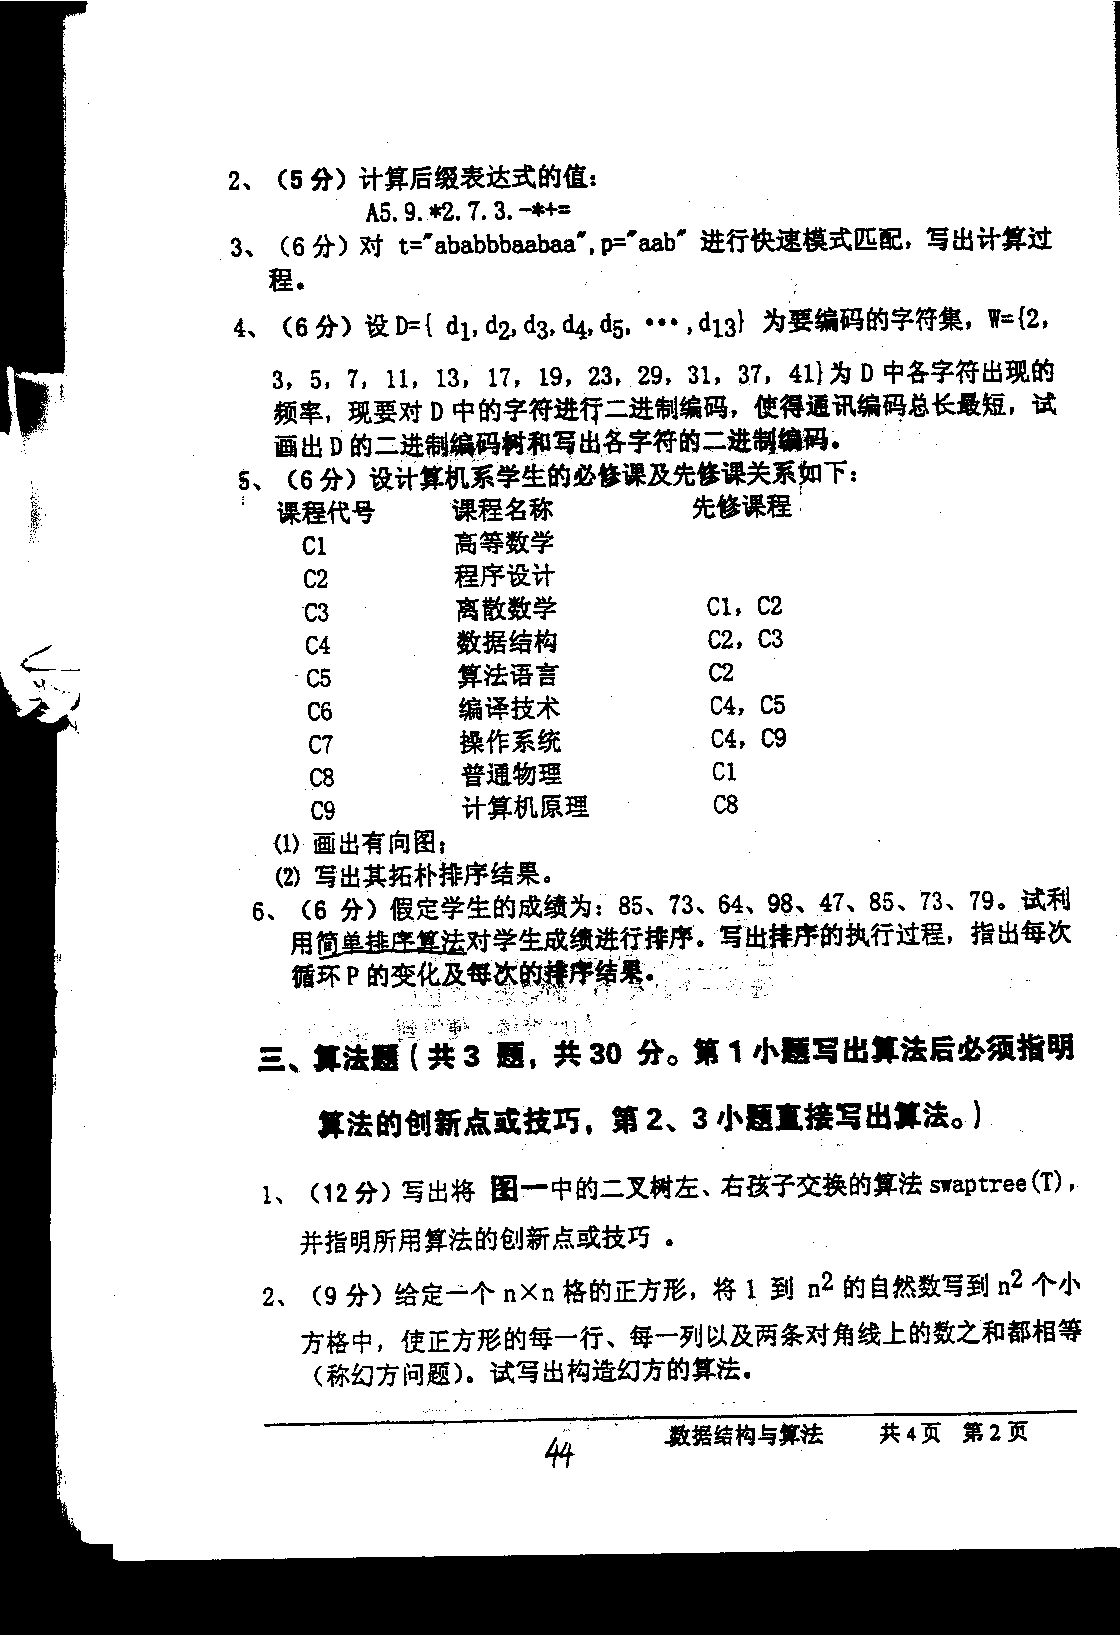 2、（5分）计算后缀表达式的值：
A5.9.*2.7.3.-*+=
3、（6分）对 t="ababbbaabaa",p="aab" 进行快速模式匹配，写出计算过
程。
4、（6分）设D={ d1, d2, d3, d4, d5, ···, d13} 为要编码的字符集，W={2,
3, 5, 7, 11, 13, 17, 19, 23, 29, 31, 37, 41}为 D 中各字符出现的
频率，现要对 D 中的字符进行二进制编码，使得通讯编码总长最短，试
画出 D 的二进制编码树和写出各字符的二进制编码。
5、（6分）设计算机系学生的必修课及先修课关系如下：
课程代号 课程名称 先修课程
C1 高等数学
C2 程序设计
C3 离散数学 C1, C2
C4 数据结构 C2, C3
C5 算法语言 C2
C6 编译技术 C4, C5
C7 操作系统 C4, C9
C8 普通物理 C1
C9 计算机原理 C8
(1) 画出有向图；
(2) 写出其拓朴排序结果。
6、（6 分）假定学生的成绩为：85、73、64、98、47、85、73、79。试利
用简单排序算法对学生成绩进行排序。写出排序的执行过程，指出每次
循环 P 的变化及每次的排序结果。
三、算法题（共 3 题，共 30 分。第 1 小题写出算法后必须指明
算法的创新点或技巧，第 2、3 小题直接写出算法。）
1、（12分）写出将 图一中的二叉树左、右孩子交换的算法 swaptree(T)，
并指明所用算法的创新点或技巧 。
2、（9 分）给定一个 n×n 格的正方形，将 1 到 n2 的自然数写到 n2 个小
方格中，使正方形的每一行、每一列以及两条对角线上的数之和都相等
（称幻方问题）。试写出构造幻方的算法。
数据结构与算法 共 4 页 第 2 页
44